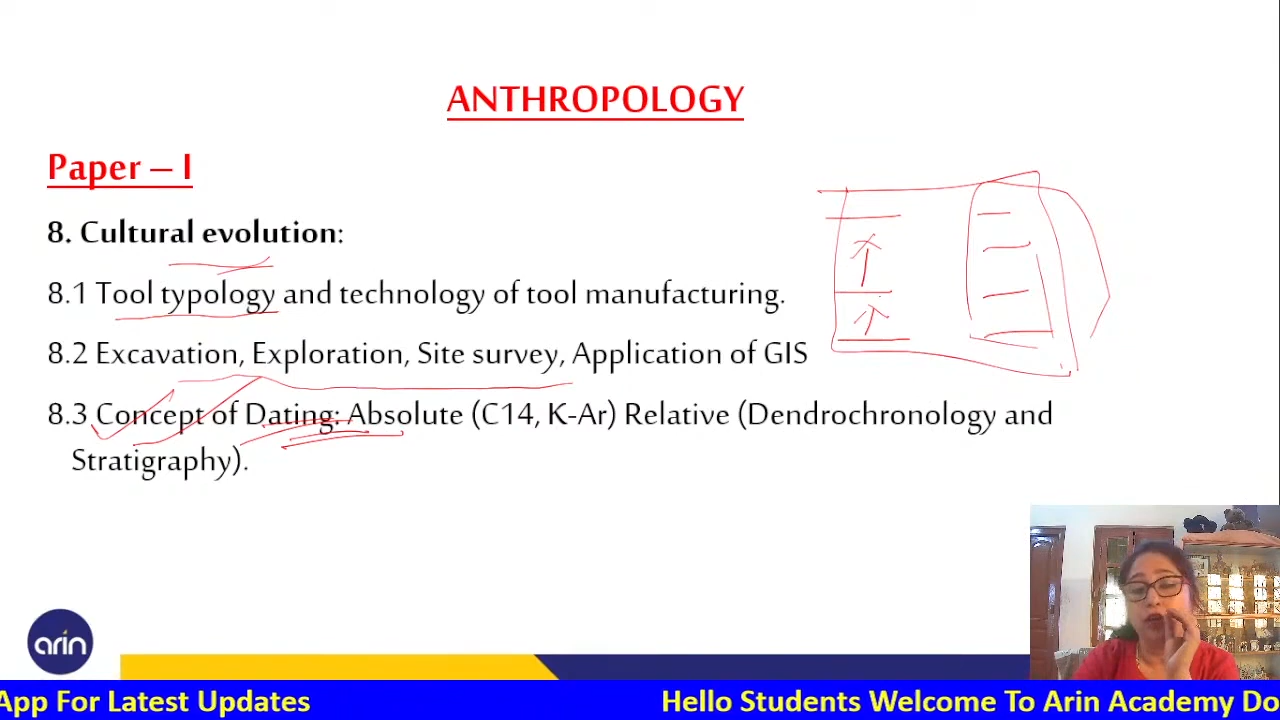 ANTHROPOLOGY
Paper – I
8. Cultural evolution:
8.1 Tool typology and technology of tool manufacturing.
8.2 Excavation, Exploration, Site survey, Application of GIS
8.3 Concept of Dating: Absolute (C14, K-Ar) Relative (Dendrochronology and
Stratigraphy).
arin
App For Latest Updates Hello Students Welcome To Arin Academy Do